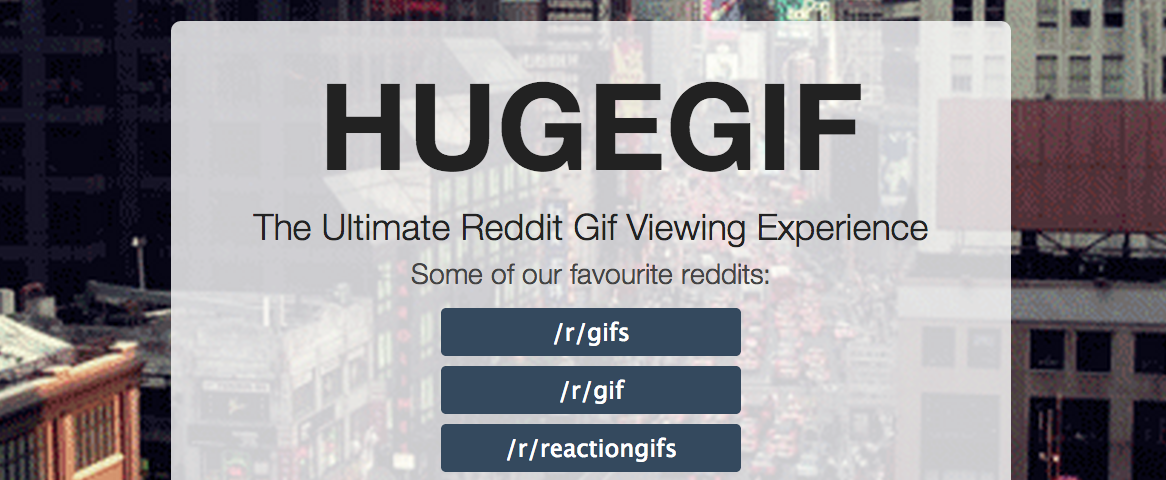 HUGEGIF
The Ultimate Reddit Gif Viewing Experience
Some of our favourite reddits:
/r/gifs
/r/gif
/r/reactiongifs